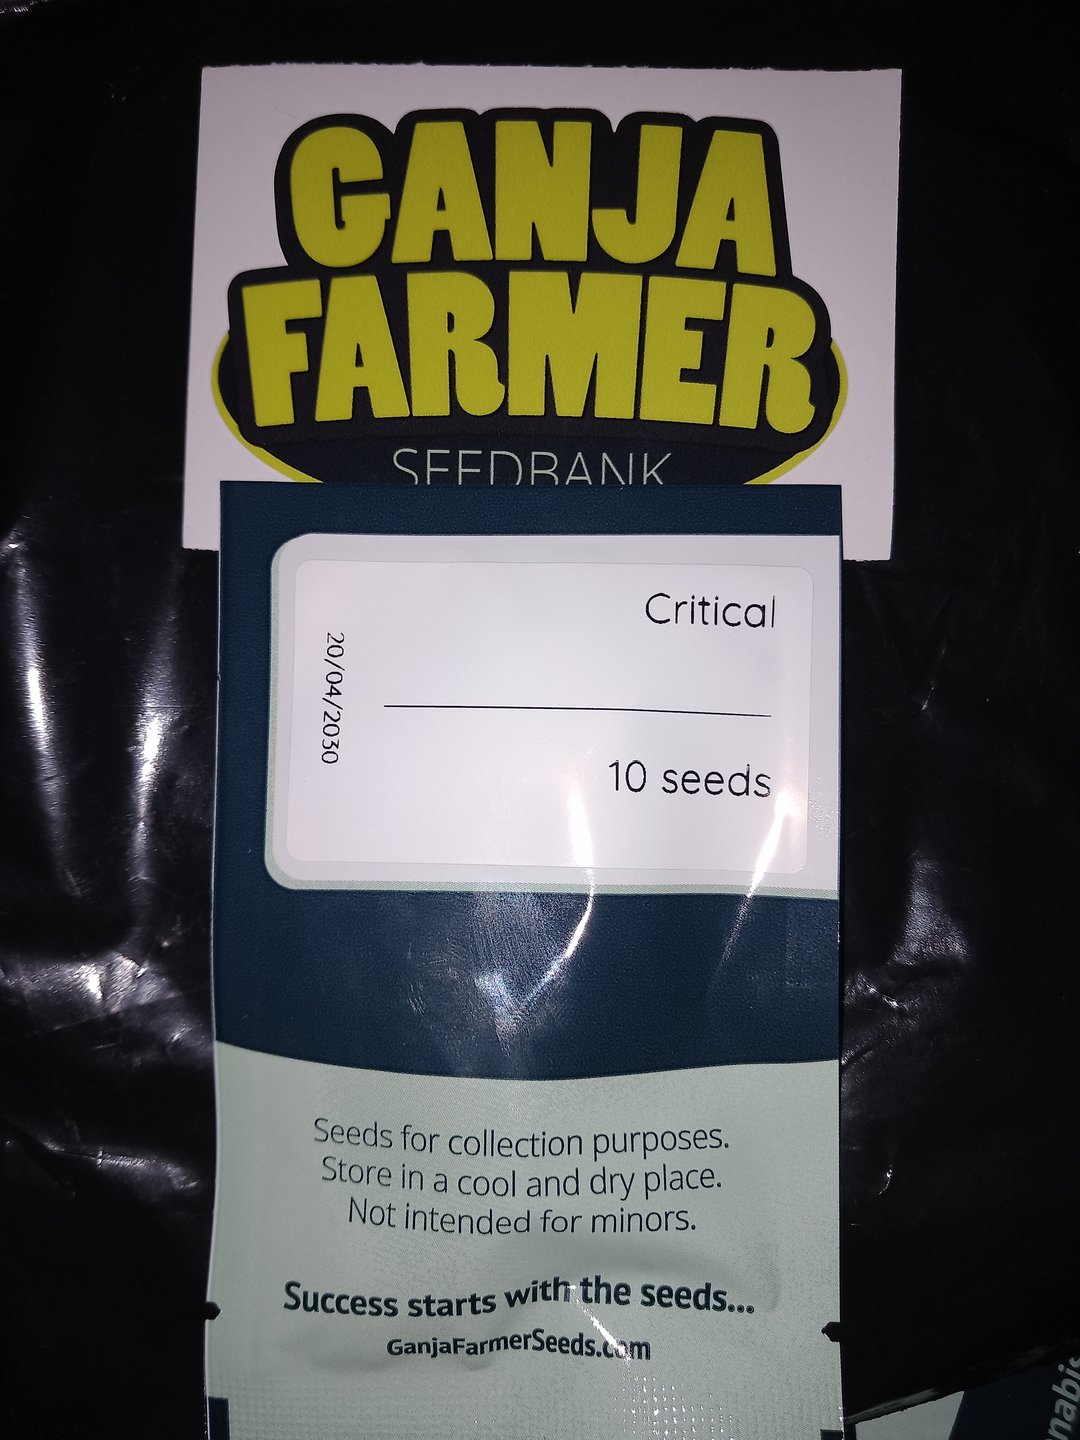 GANJA
FARMER
SEEDBANK
Critical
20/04/2030
10 seeds
Seeds for collection purposes.
Store in a cool and dry place.
Not intended for minors.
Success starts with the seeds...
GanjaFarmerSeeds.com